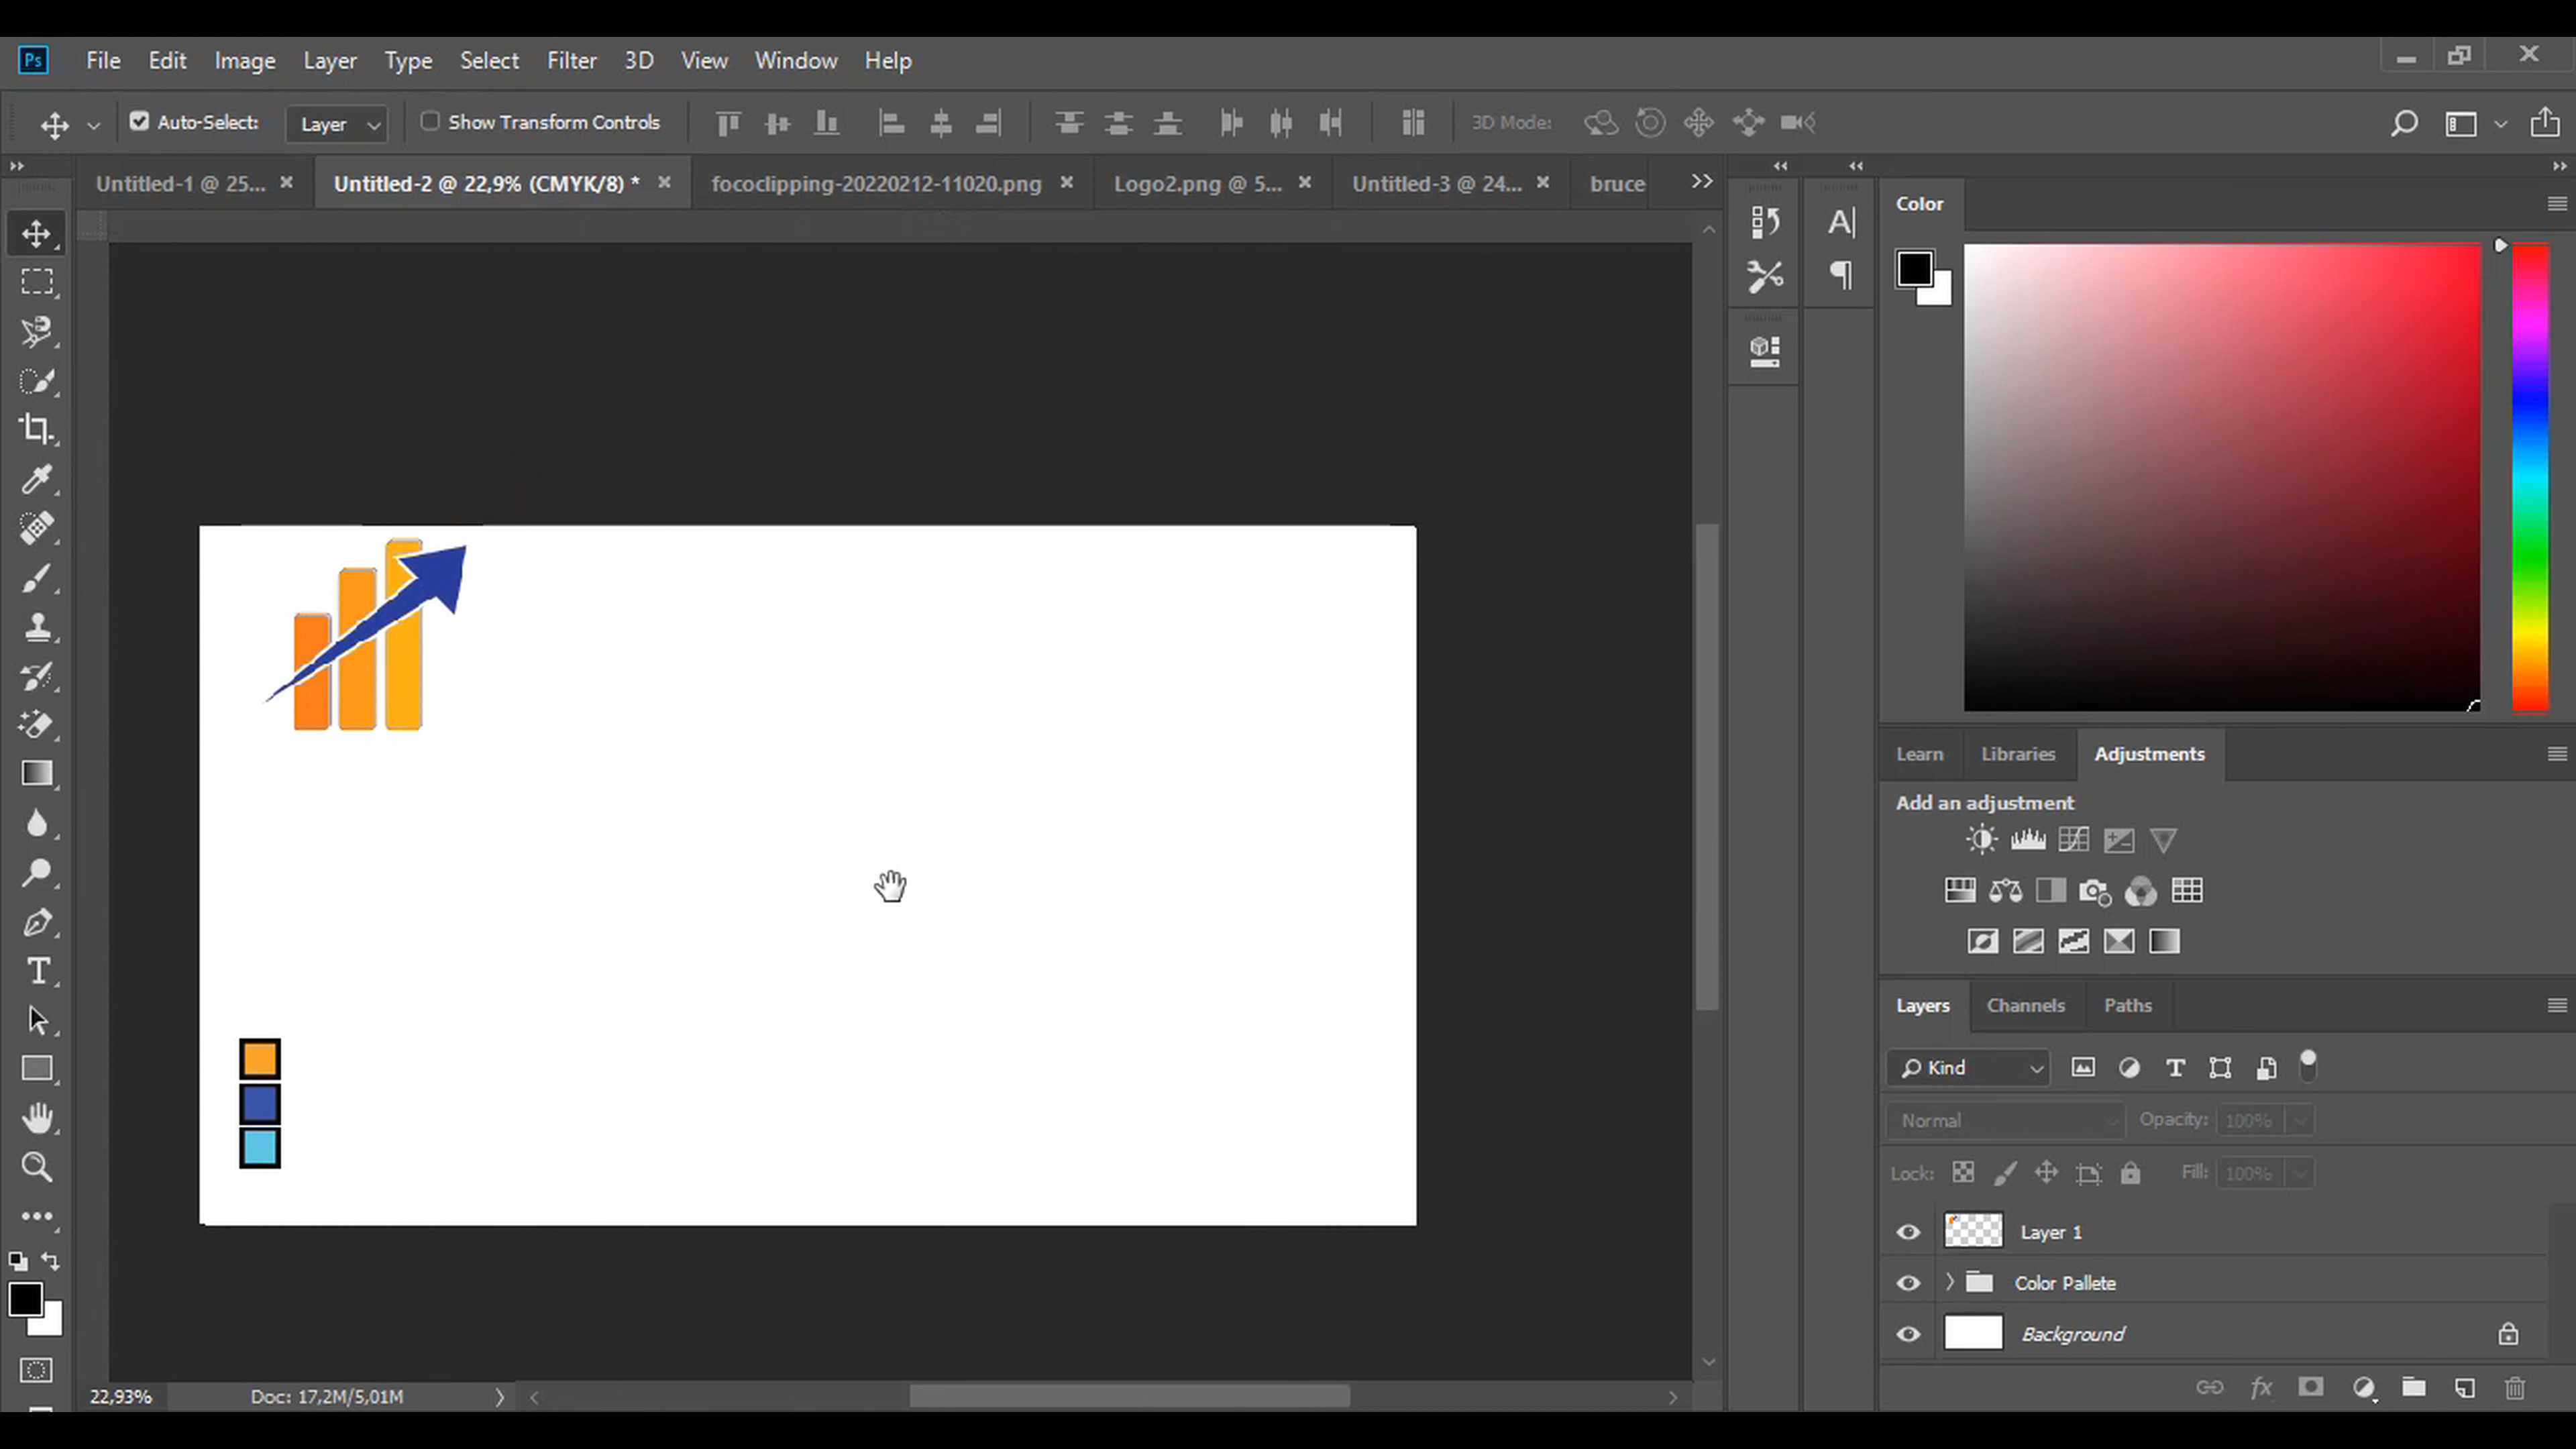 Ps File Edit Image Layer Type Select Filter 3D View Window Help
Auto-Select: Layer Show Transform Controls 3D Mode:
Untitled-1 @ 25... Untitled-2 @ 22,9% (CMYK/8) * fococlipping-20220212-11020.png Logo2.png @ 5... Untitled-3 @ 24... bruce
Color
Learn Libraries Adjustments
Add an adjustment
Layers Channels Paths
Kind
Normal Opacity: 100%
Lock: Fill: 100%
Layer 1
Color Pallete
Background
22,93% Doc: 17,2M/5,01M